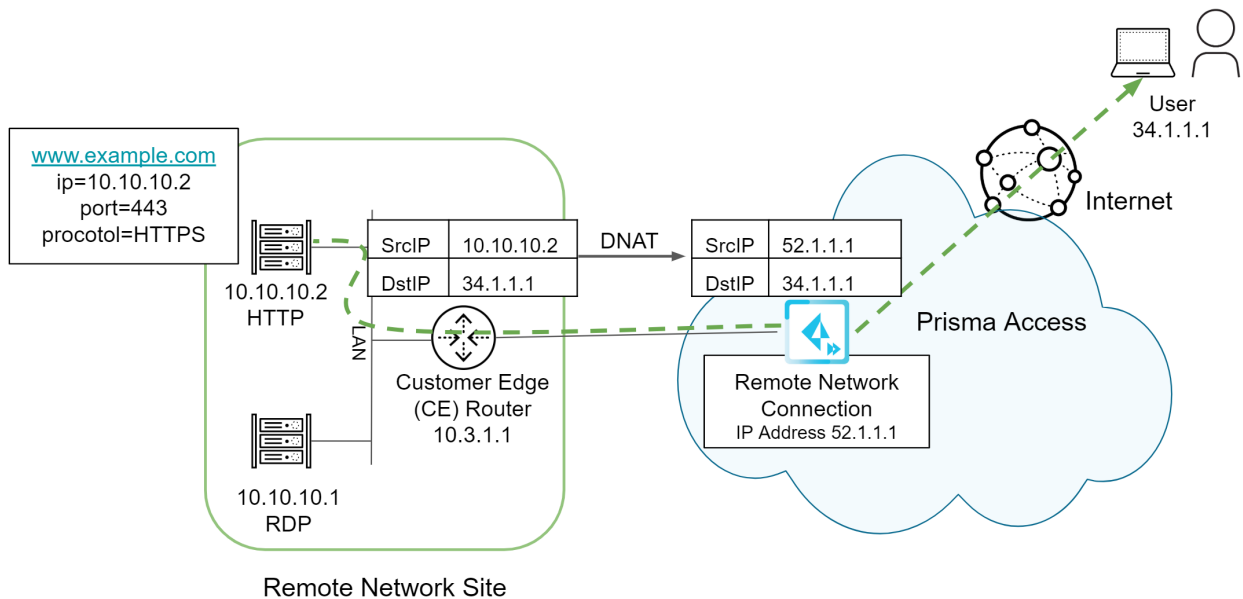 User
34.1.1.1
www.example.com
ip=10.10.10.2
port=443
procotol=HTTPS
Internet
SrcIP 10.10.10.2
DstIP 34.1.1.1
DNAT
SrcIP 52.1.1.1
DstIP 34.1.1.1
10.10.10.2
HTTP
LAN
Customer Edge
(CE) Router
10.3.1.1
Prisma Access
Remote Network
Connection
IP Address 52.1.1.1
10.10.10.1
RDP
Remote Network Site